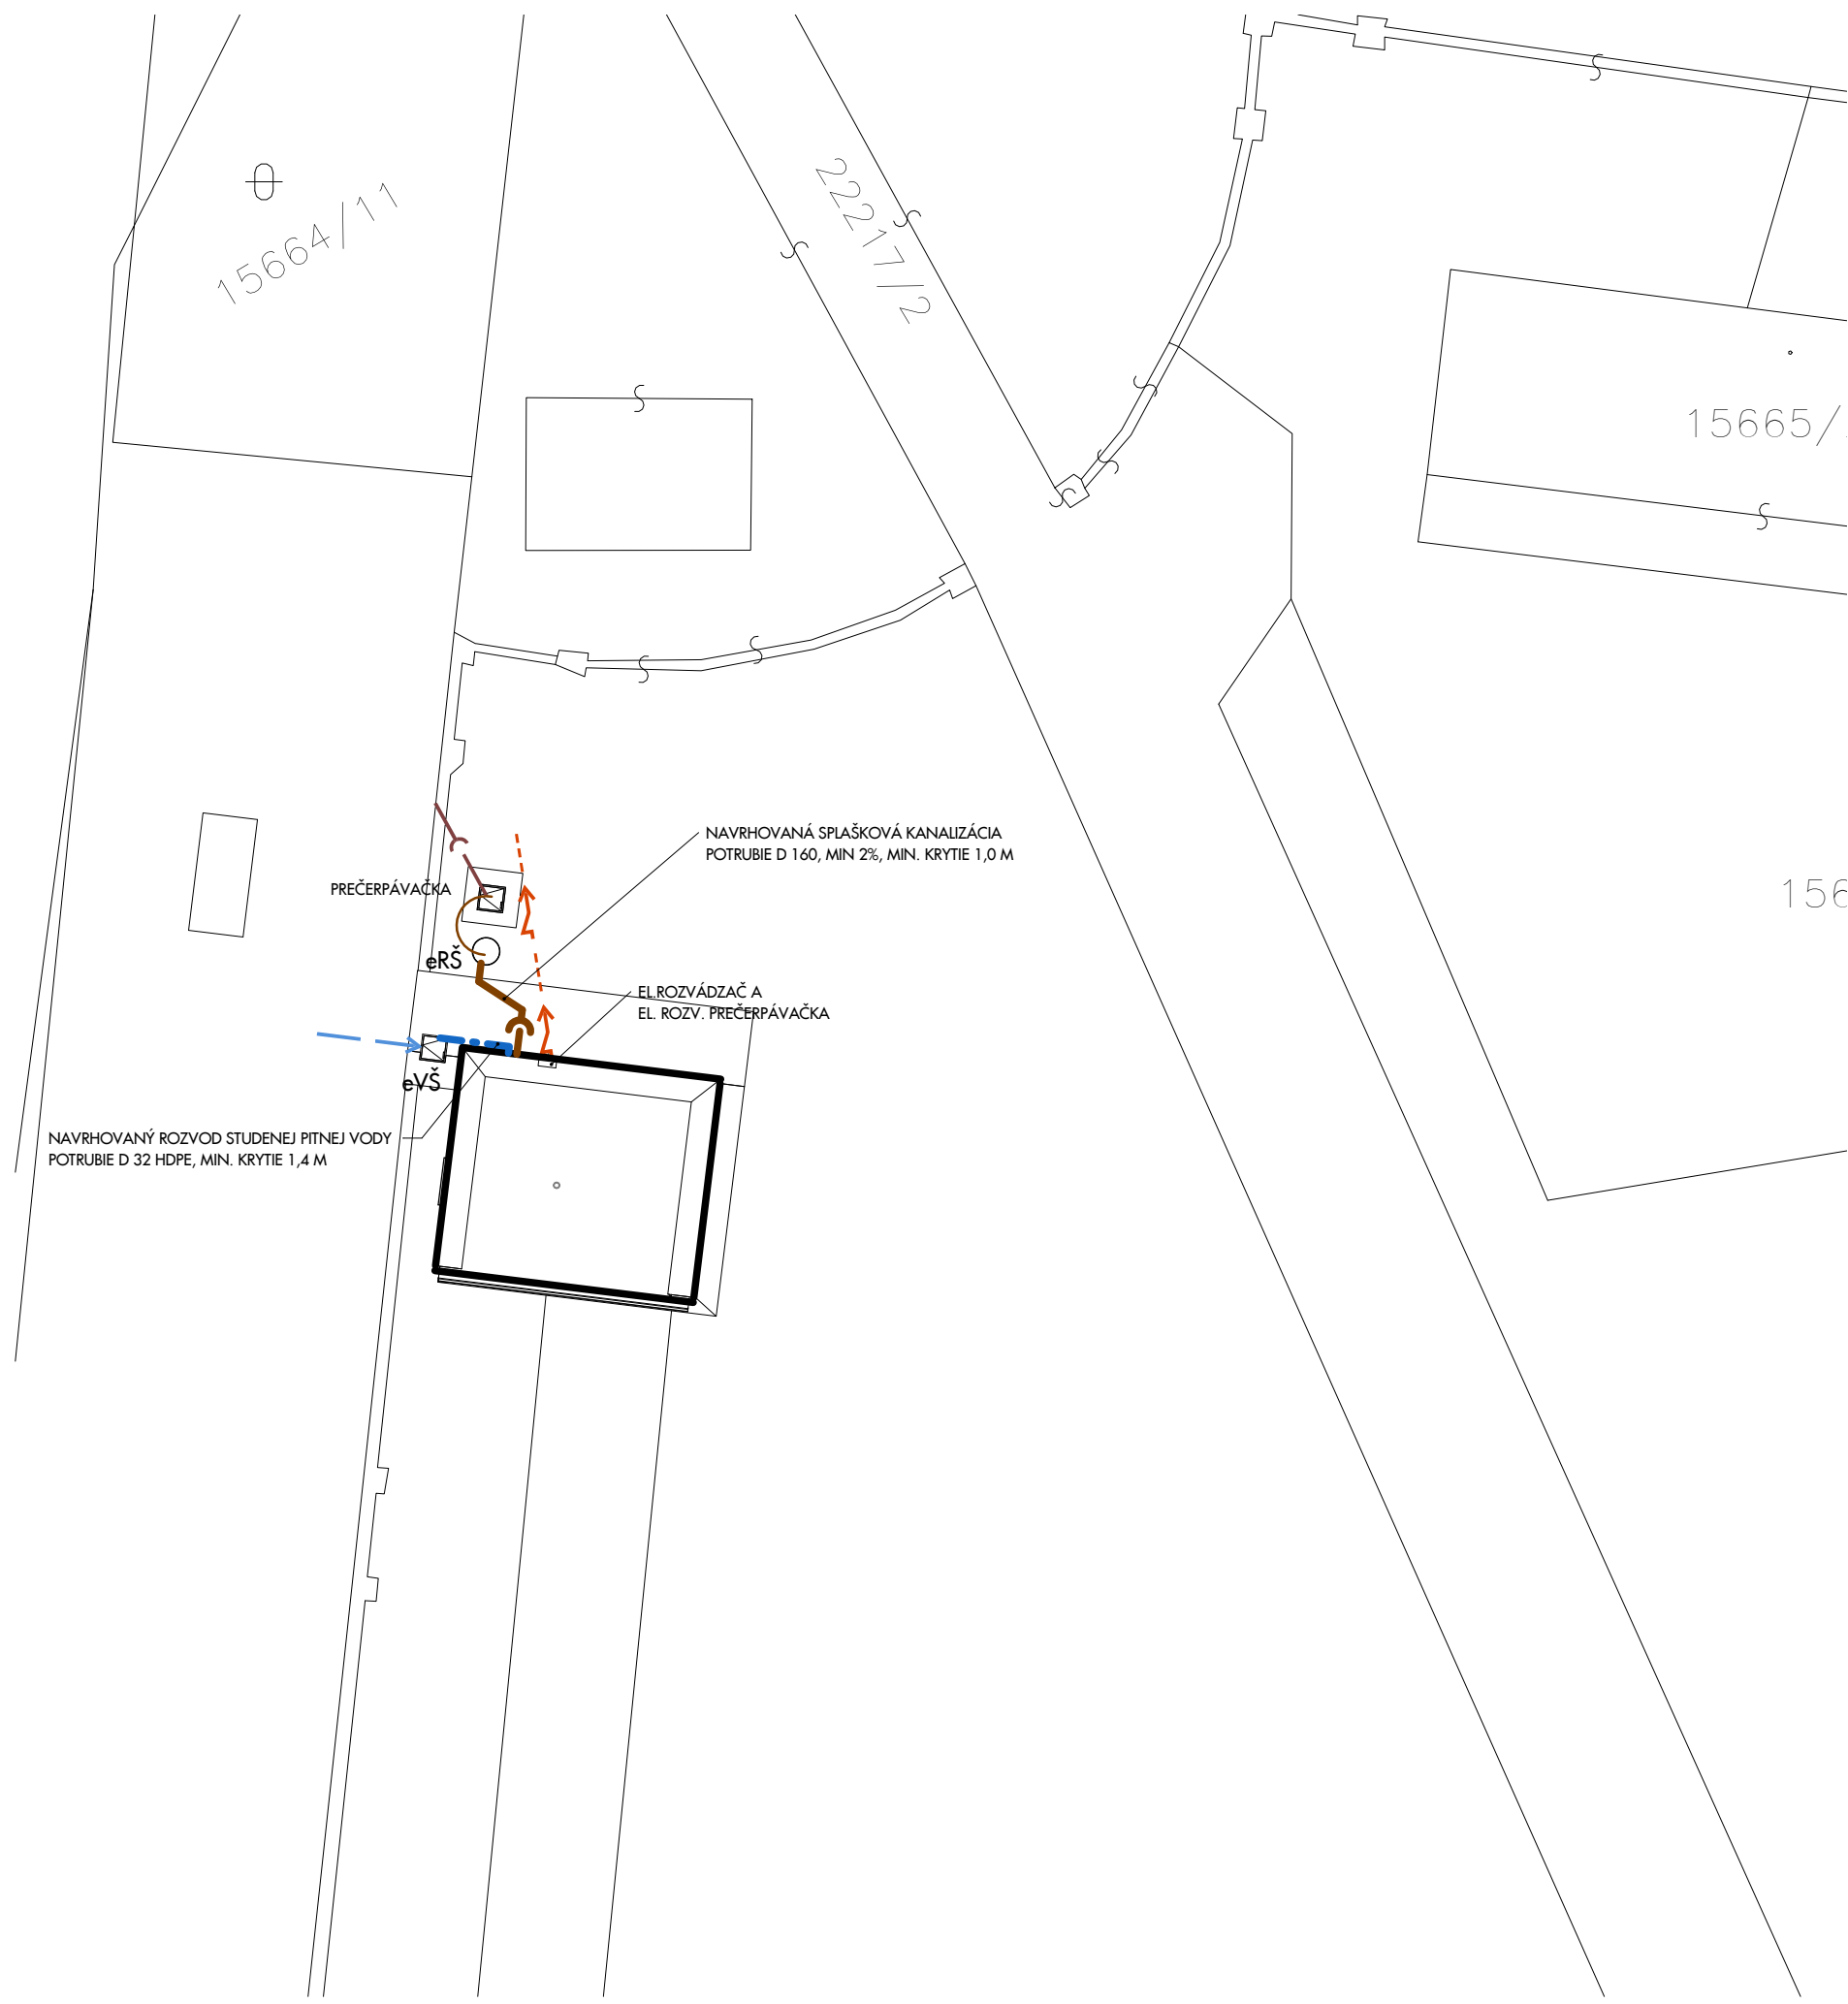 15664/11
22217/2
15665/
NAVRHOVANÁ SPLAŠKOVÁ KANALIZÁCIA
POTRUBIE D 160, MIN 2%, MIN. KRYTIE 1,0 M
PREČERPÁVAČKA
156
eRŠ
EL.ROZVÁDZAČ A
EL. ROZV. PREČERPÁVAČKA
eVŠ
NAVRHOVANÝ ROZVOD STUDENEJ PITNEJ VODY
POTRUBIE D 32 HDPE, MIN. KRYTIE 1,4 M